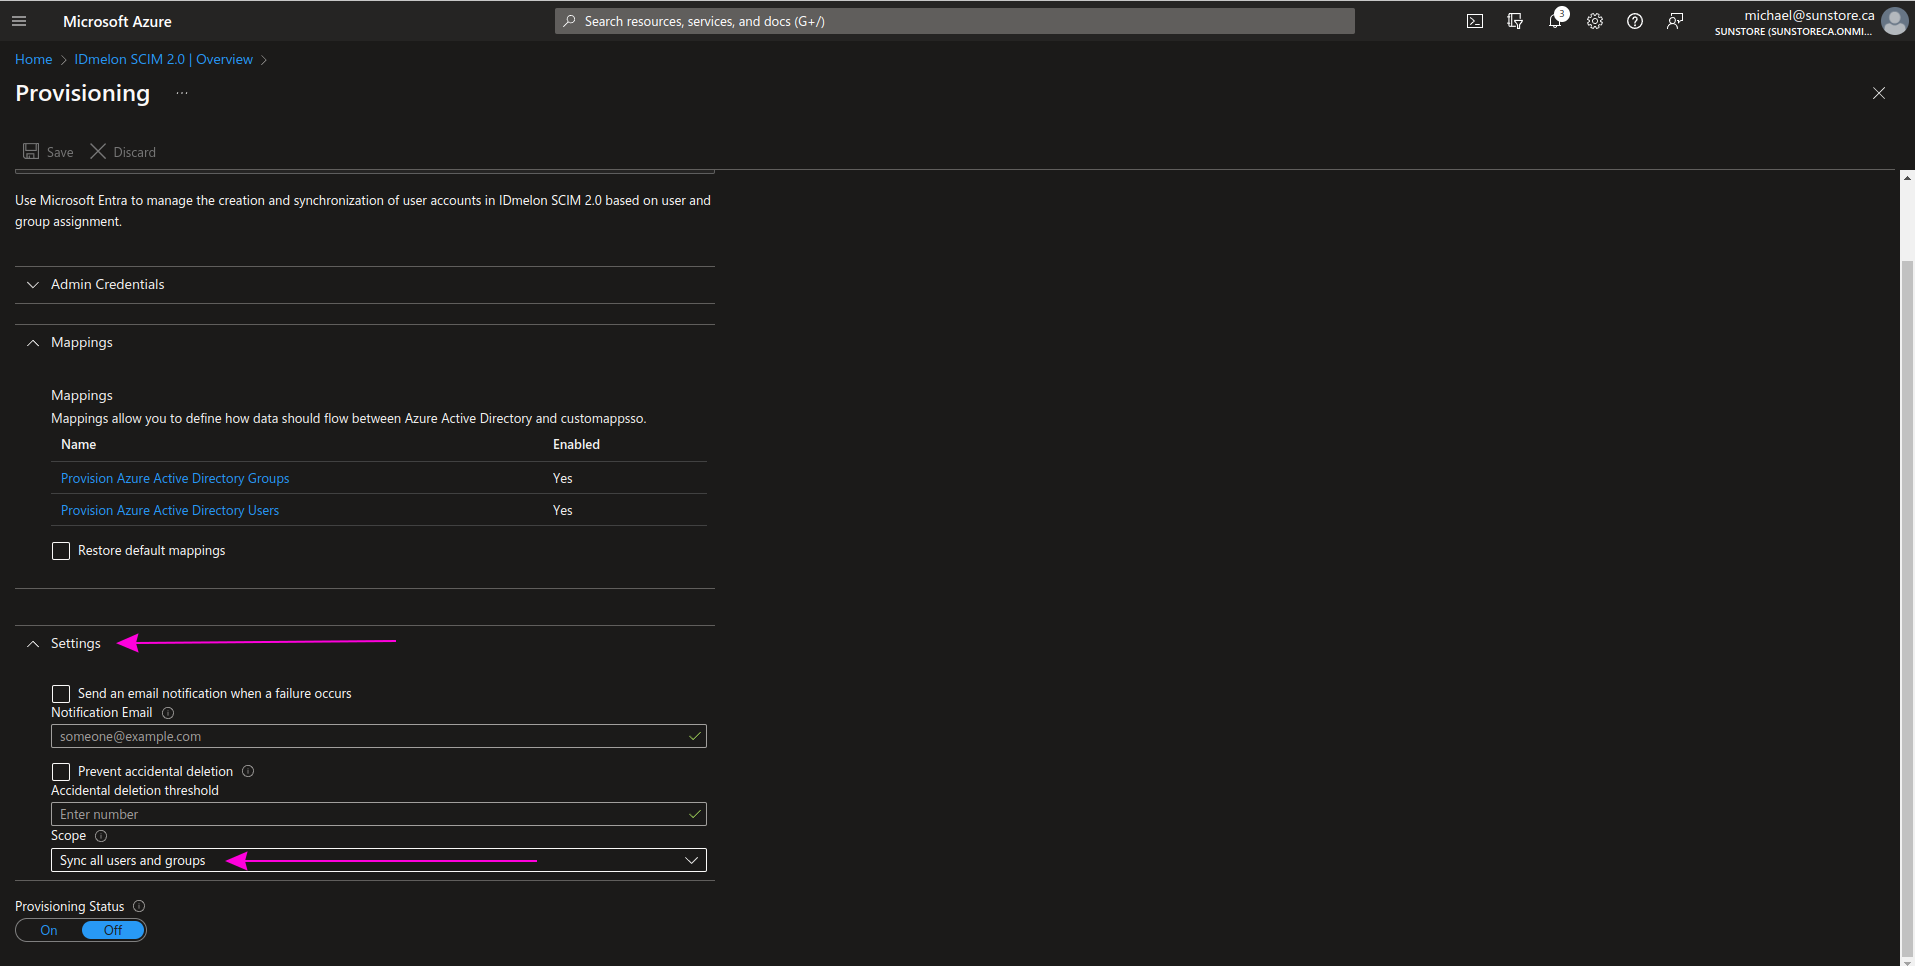 Microsoft Azure
Search resources, services, and docs (G+/)
3
michael@sunstore.ca
SUNSTORE (SUNSTORECA.ONMI...
Home > IDmelon SCIM 2.0 | Overview >
Provisioning ...
Save Discard
Use Microsoft Entra to manage the creation and synchronization of user accounts in IDmelon SCIM 2.0 based on user and
group assignment.
Admin Credentials
Mappings
Mappings
Mappings allow you to define how data should flow between Azure Active Directory and customappsso.
Name Enabled
Provision Azure Active Directory Groups Yes
Provision Azure Active Directory Users Yes
Restore default mappings
Settings
Send an email notification when a failure occurs
Notification Email
someone@example.com
Prevent accidental deletion
Accidental deletion threshold
Enter number
Scope
Sync all users and groups
Provisioning Status
On Off